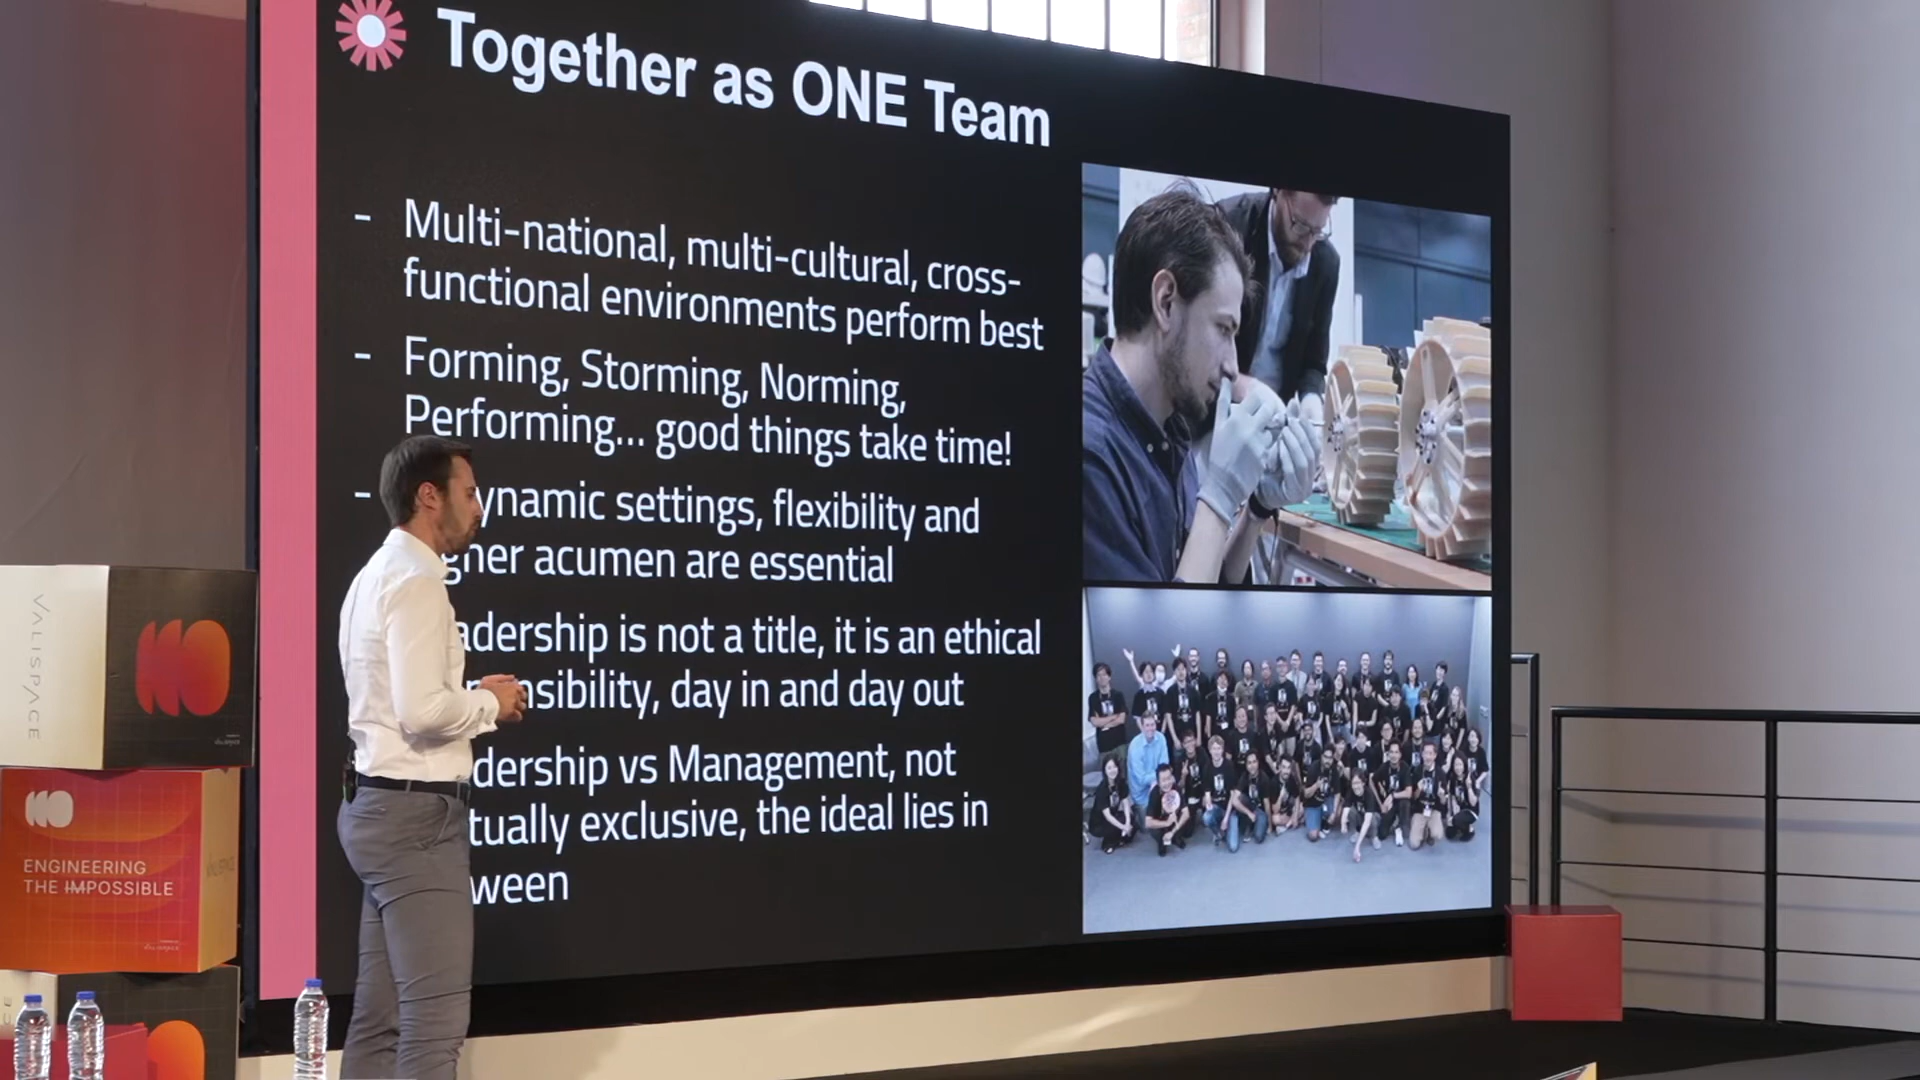 Together as ONE Team
- Multi-national, multi-cultural, cross-
functional environments perform best
- Forming, Storming, Norming,
Performing... good things take time!
- ynamic settings, flexibility and
gher acumen are essential
adership is not a title, it is an ethical
nsibility, day in and day out
dership vs Management, not
tually exclusive, the ideal lies in
ween
VALISPACE
ENGINEERING
THE IMPOSSIBLE
VALISPACE